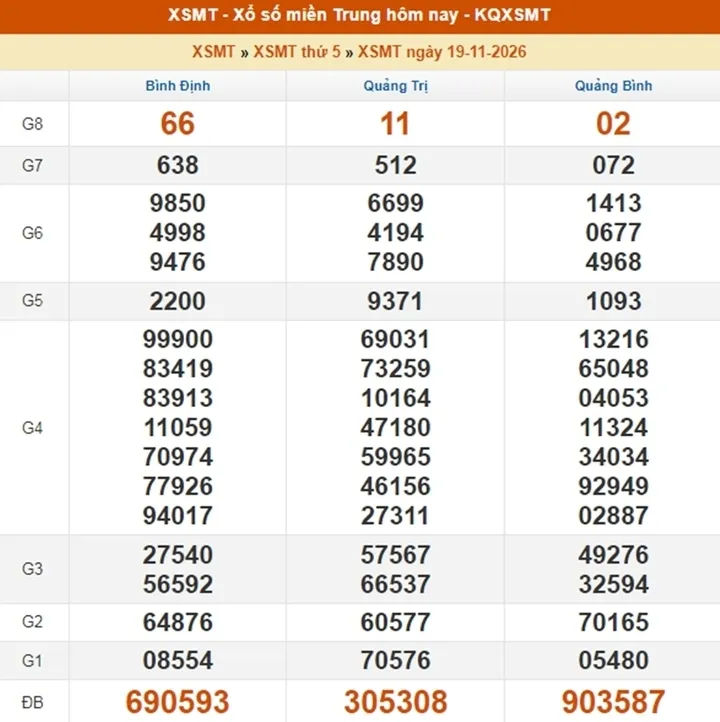 XSMT - Xổ số miền Trung hôm nay - KQXSMT
XSMT » XSMT thứ 5 » XSMT ngày 19-11-2026
Bình Định Quảng Trị Quảng Bình
G8 66 11 02
G7 638 512 072
9850 6699 1413
G6 4998 4194 0677
9476 7890 4968
G5 2200 9371 1093
99900 69031 13216
83419 73259 65048
83913 10164 04053
G4 11059 47180 11324
70974 59965 34034
77926 46156 92949
94017 27311 02887
G3 27540 57567 49276
56592 66537 32594
G2 64876 60577 70165
G1 08554 70576 05480
ĐB 690593 305308 903587